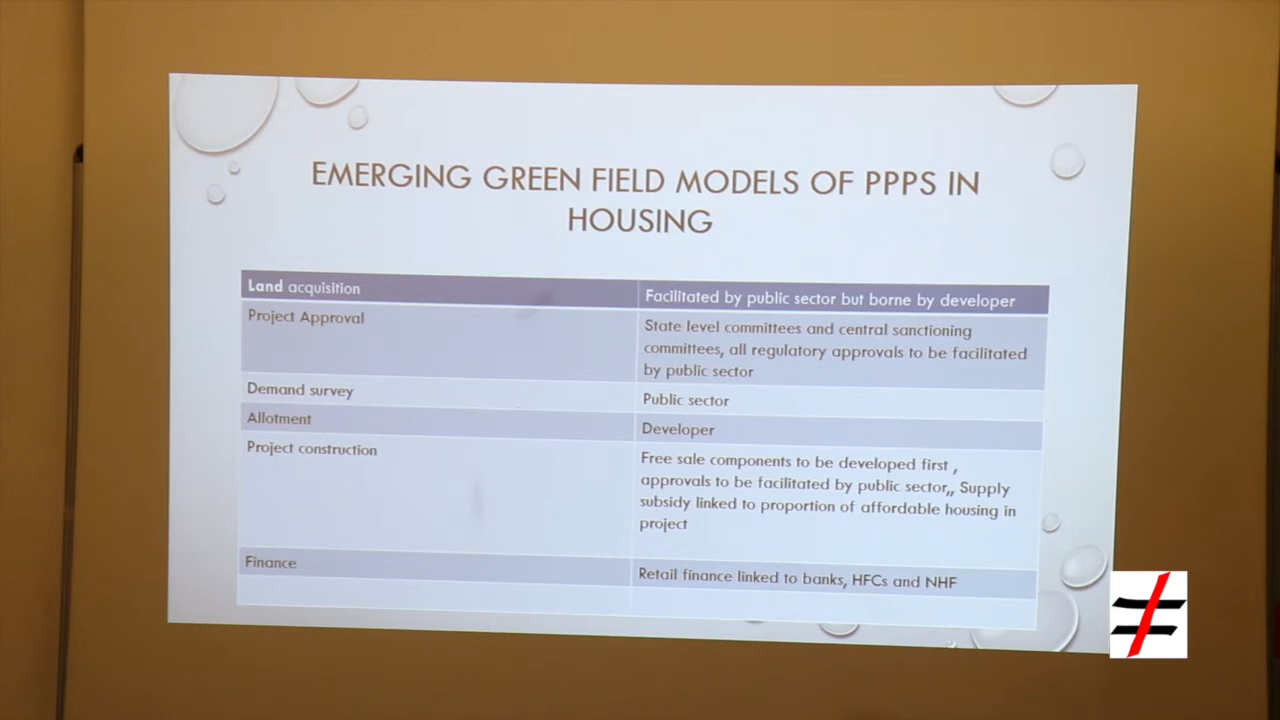 EMERGING GREEN FIELD MODELS OF PPPS IN
HOUSING
Land acquisition
Facilitated by public sector but borne by developer
Project Approval
State level committees and central sanctioning
committees, all regulatory approvals to be facilitated
by public sector
Demand survey
Public sector
Allotment
Developer
Project construction
Free sale components to be developed first ,
approvals to be facilitated by public sector,, Supply
subsidy linked to proportion of affordable housing in
project
Finance
Retail finance linked to banks, HFCs and NHF